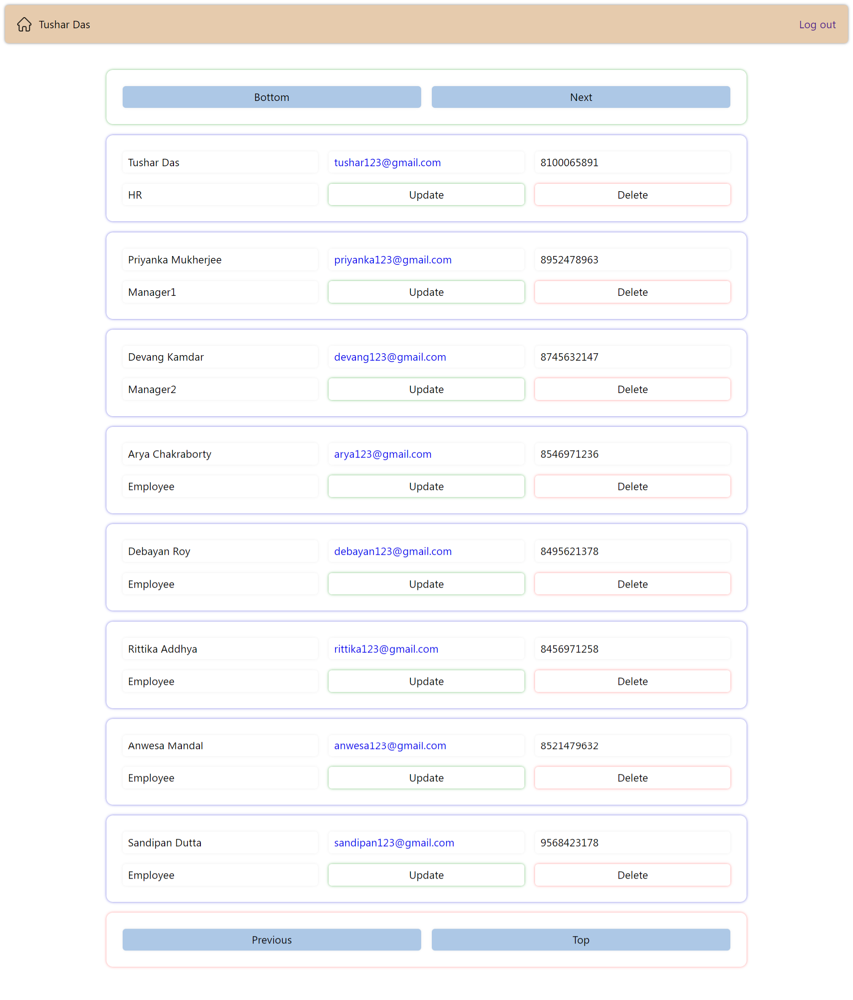 Tushar Das Log out
Bottom Next
Tushar Das tushar123@gmail.com 8100065891
HR Update Delete
Priyanka Mukherjee priyanka123@gmail.com 8952478963
Manager1 Update Delete
Devang Kamdar devang123@gmail.com 8745632147
Manager2 Update Delete
Arya Chakraborty arya123@gmail.com 8546971236
Employee Update Delete
Debayan Roy debayan123@gmail.com 8495621378
Employee Update Delete
Rittika Addhya rittika123@gmail.com 8456971258
Employee Update Delete
Anwesa Mandal anwesa123@gmail.com 8521479632
Employee Update Delete
Sandipan Dutta sandipan123@gmail.com 9568423178
Employee Update Delete
Previous Top